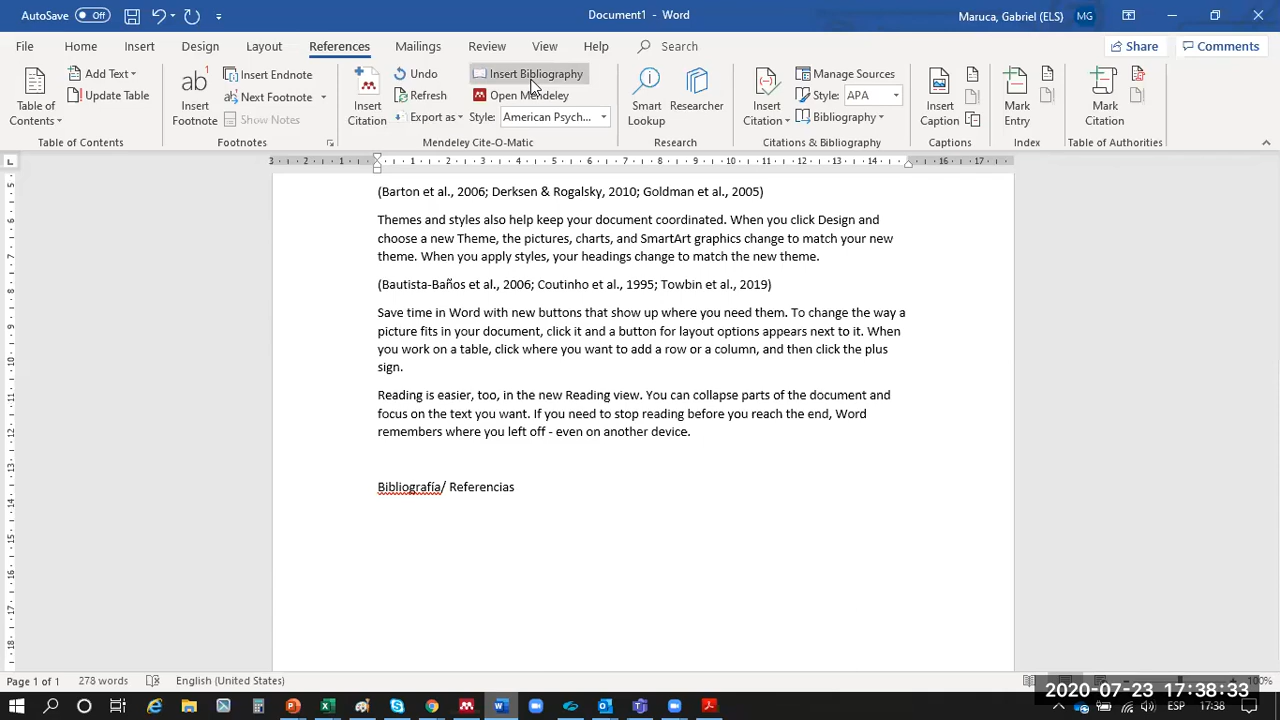 AutoSave Off Document1 - Word Maruca, Gabriel (ELS) MG
File Home Insert Design Layout References Mailings Review View Help Search Share Comments
Table of Contents
Add Text
Update Table
Table of Contents
ab Insert Footnote
Insert Endnote
Next Footnote
Show Notes
Footnotes
Insert Citation
Undo
Refresh
Export as
Insert Bibliography
Open Mendeley
Style: American Psych...
Mendeley Cite-O-Matic
Smart Lookup
Researcher
Research
Insert Citation
Manage Sources
Style: APA
Bibliography
Citations & Bibliography
Insert Caption
Captions
Mark Entry
Index
Mark Citation
Table of Authorities
(Barton et al., 2006; Derksen & Rogalsky, 2010; Goldman et al., 2005)
Themes and styles also help keep your document coordinated. When you click Design and
choose a new Theme, the pictures, charts, and SmartArt graphics change to match your new
theme. When you apply styles, your headings change to match the new theme.
(Bautista-Baños et al., 2006; Coutinho et al., 1995; Towbin et al., 2019)
Save time in Word with new buttons that show up where you need them. To change the way a
picture fits in your document, click it and a button for layout options appears next to it. When
you work on a table, click where you want to add a row or a column, and then click the plus
sign.
Reading is easier, too, in the new Reading view. You can collapse parts of the document and
focus on the text you want. If you need to stop reading before you reach the end, Word
remembers where you left off - even on another device.
Bibliografía/ Referencias
Page 1 of 1 278 words English (United States) 100%
2020-07-23 17:38:33
ESP 17:38